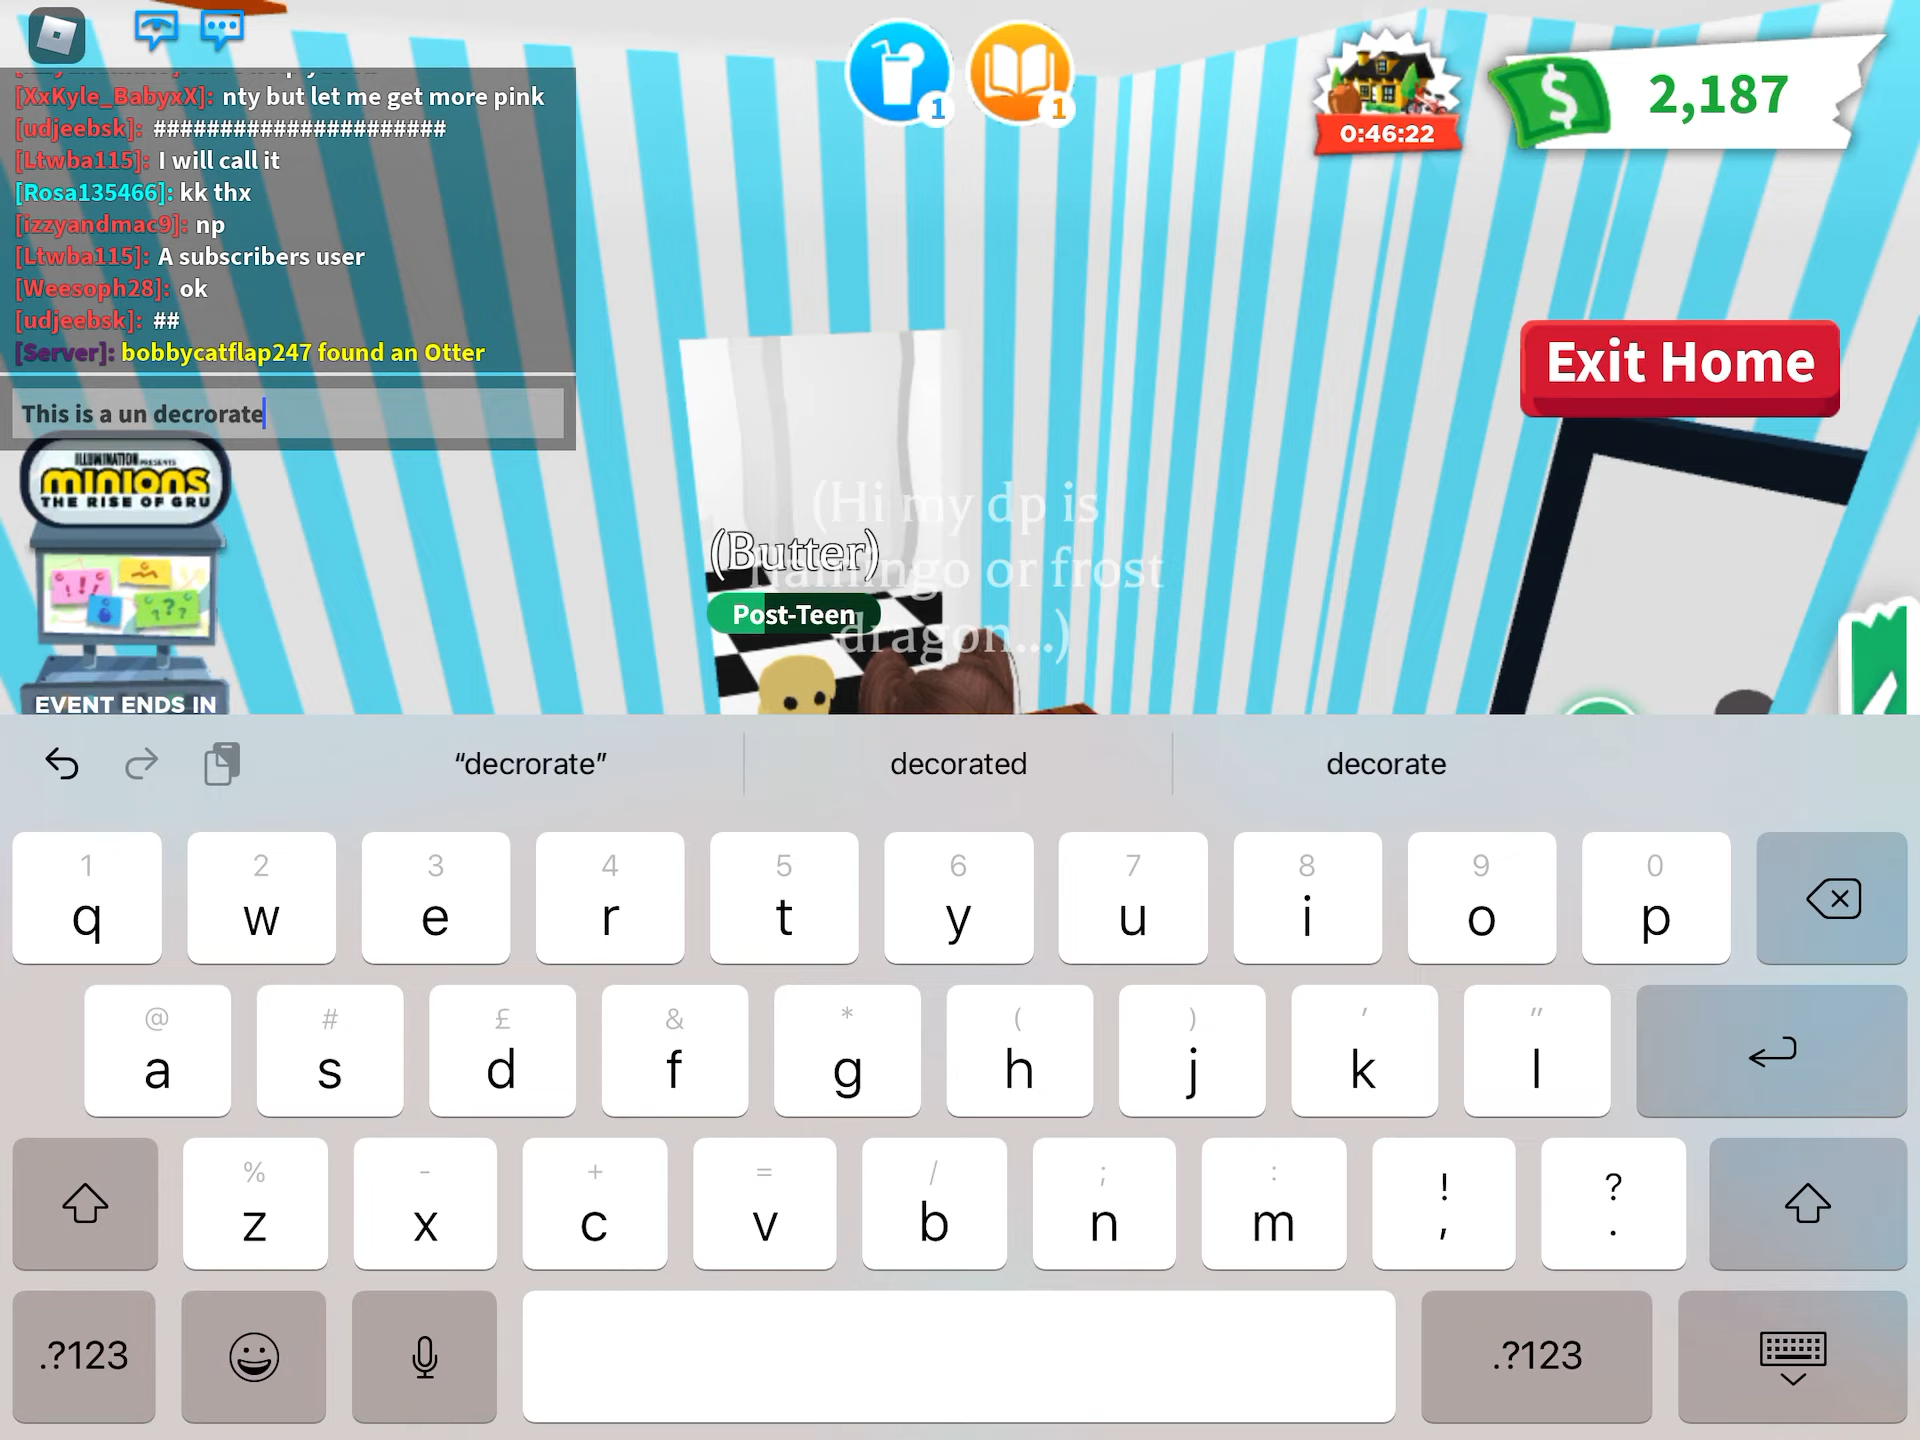 [XxKyle_BabyxX]: nty but let me get more pink
[udjeebsk]: ######################
[Ltwba115]: I will call it
[Rosa135466]: kk thx
[izzyandmac9]: np
[Ltwba115]: A subscribers user
[Weesoph28]: ok
[udjeebsk]: ##
[Server]: bobbycatflap247 found an Otter
This is a un decrorate
1
1
0:46:22
$ 2,187
Exit Home
ILLUMINATION PRESENTS
MINIONS
THE RISE OF GRU
!!!
???
EVENT ENDS IN
(Hi my dp is
flamingo or frost
dragon...)
(Butter)
Post-Teen
“decrorate” decorated decorate
1 2 3 4 5 6 7 8 9 0
q w e r t y u i o p
@ # £ & * ( ) ' "
a s d f g h j k l
% - + = / ; : ! ?
z x c v b n m , .
.?123 .?123